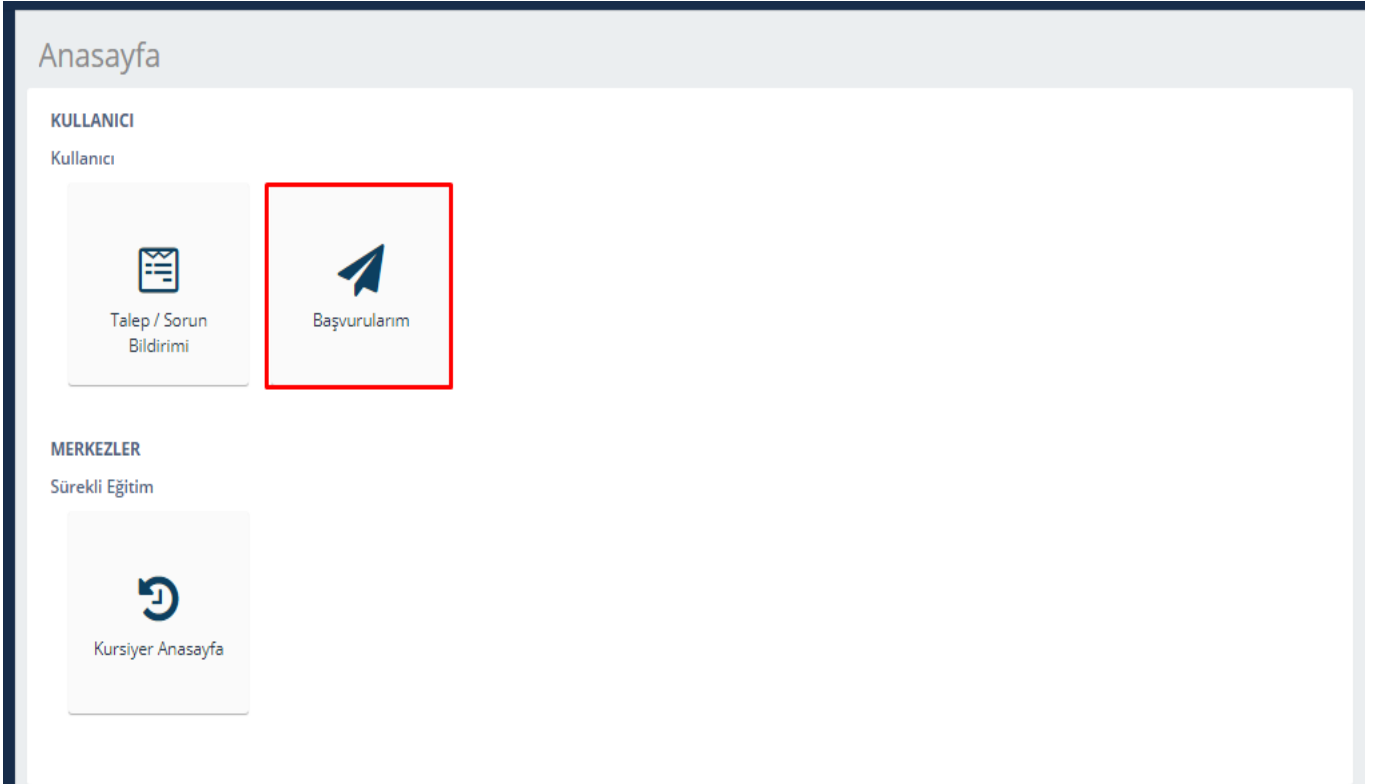 Anasayfa
KULLANICI
Kullanıcı
Talep / Sorun
Bildirimi
Başvurularım
MERKEZLER
Sürekli Eğitim
Kursiyer Anasayfa